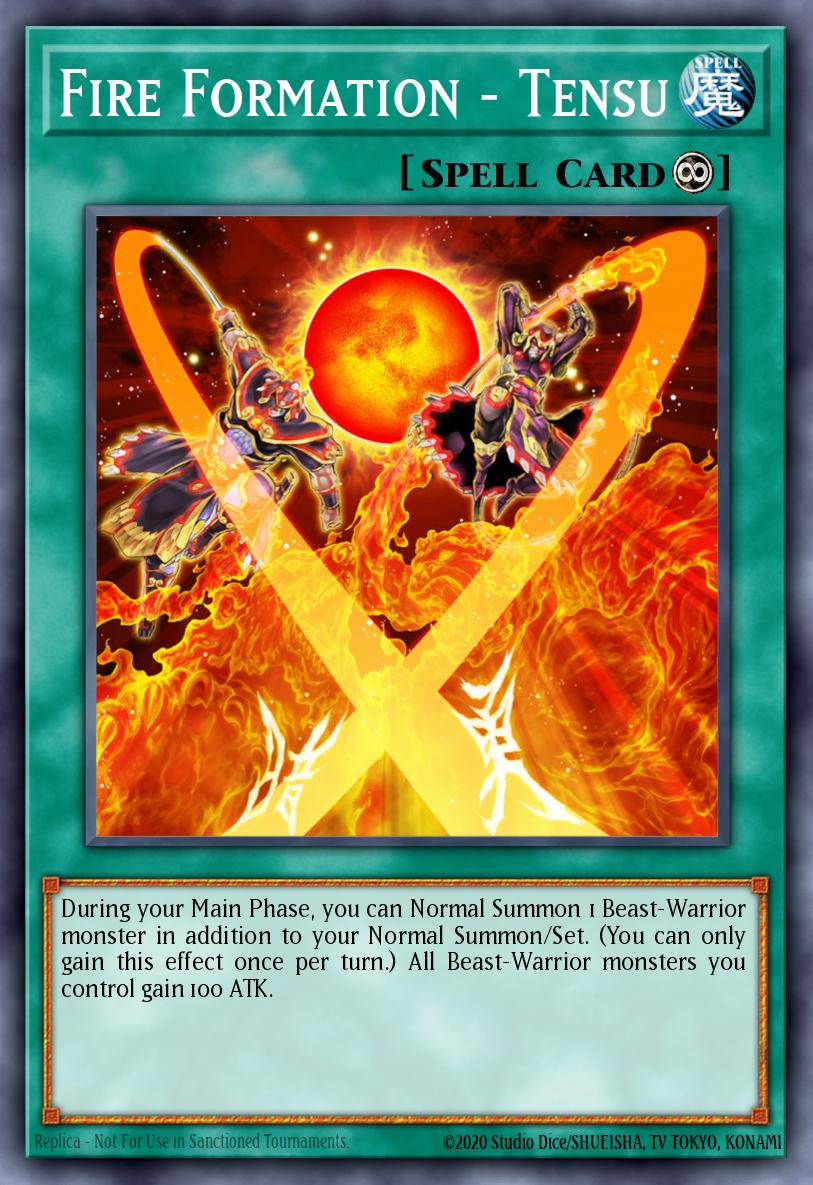 Fire Formation - Tensu
SPELL
魔
[Spell Card]
During your Main Phase, you can Normal Summon 1 Beast-Warrior
monster in addition to your Normal Summon/Set. (You can only
gain this effect once per turn.) All Beast-Warrior monsters you
control gain 100 ATK.
Replica - Not For Use in Sanctioned Tournaments.
©2020 Studio Dice/SHUEISHA, TV TOKYO, KONAMI